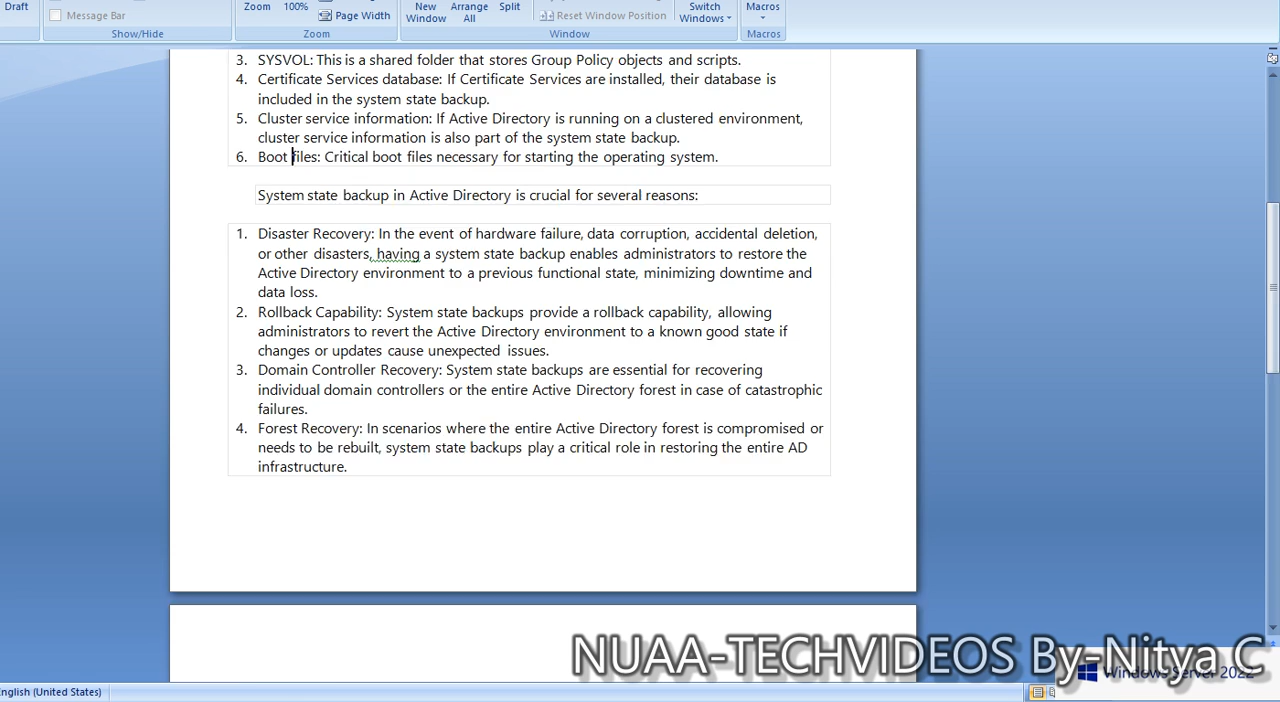 Draft
Message Bar
Show/Hide
Zoom
100%
Page Width
Zoom
New Window
Arrange All
Split
Reset Window Position
Window
Switch Windows
Macros
Macros
3. SYSVOL: This is a shared folder that stores Group Policy objects and scripts.
4. Certificate Services database: If Certificate Services are installed, their database is
included in the system state backup.
5. Cluster service information: If Active Directory is running on a clustered environment,
cluster service information is also part of the system state backup.
6. Boot files: Critical boot files necessary for starting the operating system.
System state backup in Active Directory is crucial for several reasons:
1. Disaster Recovery: In the event of hardware failure, data corruption, accidental deletion,
or other disasters, having a system state backup enables administrators to restore the
Active Directory environment to a previous functional state, minimizing downtime and
data loss.
2. Rollback Capability: System state backups provide a rollback capability, allowing
administrators to revert the Active Directory environment to a known good state if
changes or updates cause unexpected issues.
3. Domain Controller Recovery: System state backups are essential for recovering
individual domain controllers or the entire Active Directory forest in case of catastrophic
failures.
4. Forest Recovery: In scenarios where the entire Active Directory forest is compromised or
needs to be rebuilt, system state backups play a critical role in restoring the entire AD
infrastructure.
NUAA-TECHVIDEOS By-Nitya C
Windows Server 2022
English (United States)